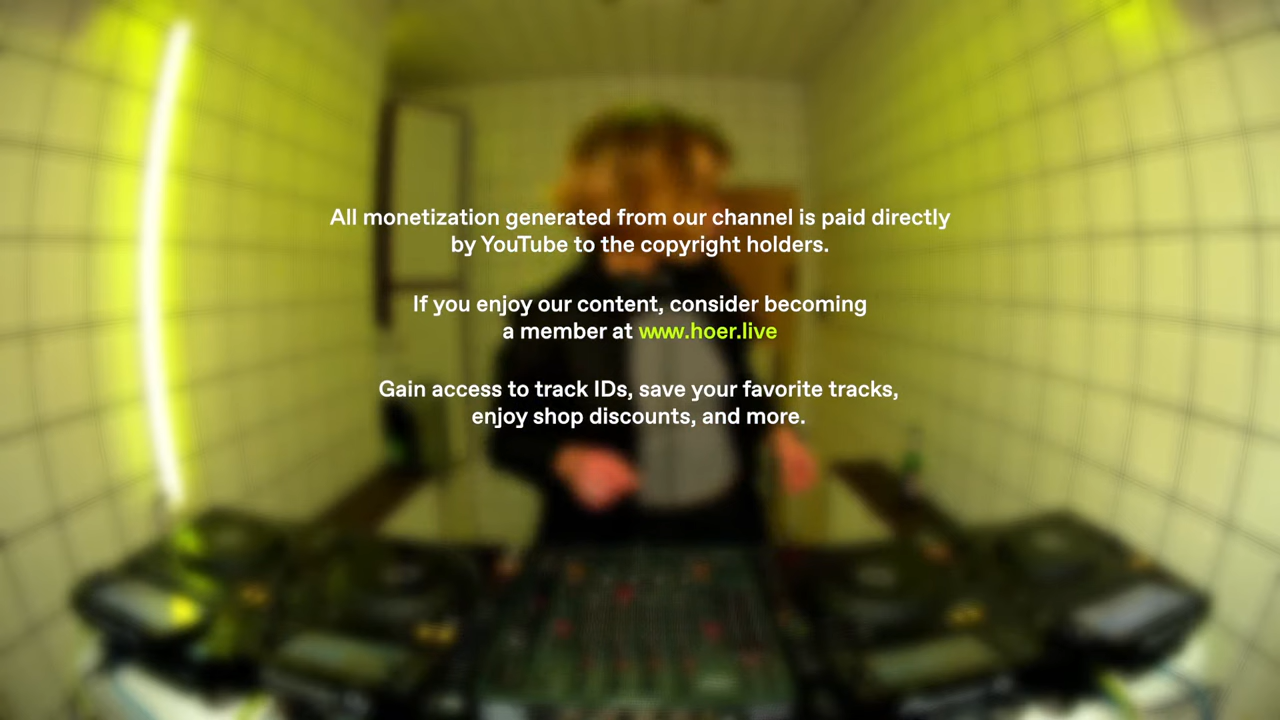 All monetization generated from our channel is paid directly
by YouTube to the copyright holders.
If you enjoy our content, consider becoming
a member at www.hoer.live
Gain access to track IDs, save your favorite tracks,
enjoy shop discounts, and more.